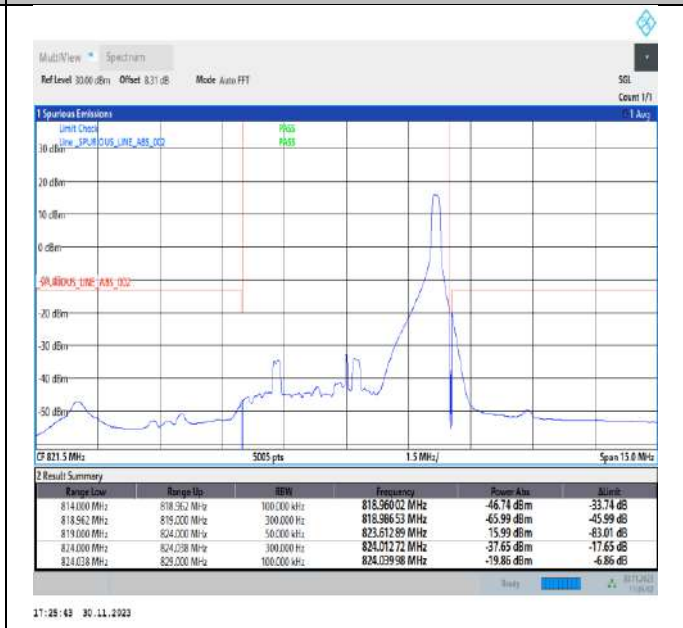 MultiView Spectrum
Ref Level 30.00 dBm Offset 8.31 dB Mode Auto FFT SGL
Count 1/1
1 Spurious Emissions 1 Avg
Limit Check PASS
Line _SPURIOUS_LINE_ABS_002 PASS
30 dBm
20 dBm
10 dBm
0 dBm
_SPURIOUS_LINE_ABS_002
-20 dBm
-30 dBm
-40 dBm
-50 dBm
CF 821.5 MHz 5005 pts 1.5 MHz/ Span 15.0 MHz
2 Result Summary
Range Low Range Up RBW Frequency Power Abs ΔLimit
814.000 MHz 818.962 MHz 100.000 kHz 818.96002 MHz -46.74 dBm -33.74 dB
818.962 MHz 819.000 MHz 300.000 Hz 818.98653 MHz -65.99 dBm -45.99 dB
819.000 MHz 824.000 MHz 50.000 kHz 823.61289 MHz 15.99 dBm -83.01 dB
824.000 MHz 824.038 MHz 300.000 Hz 824.01272 MHz -37.65 dBm -17.65 dB
824.038 MHz 829.000 MHz 100.000 kHz 824.03998 MHz -19.86 dBm -6.86 dB
Ready 30.11.2023
17:25:43 30.11.2023